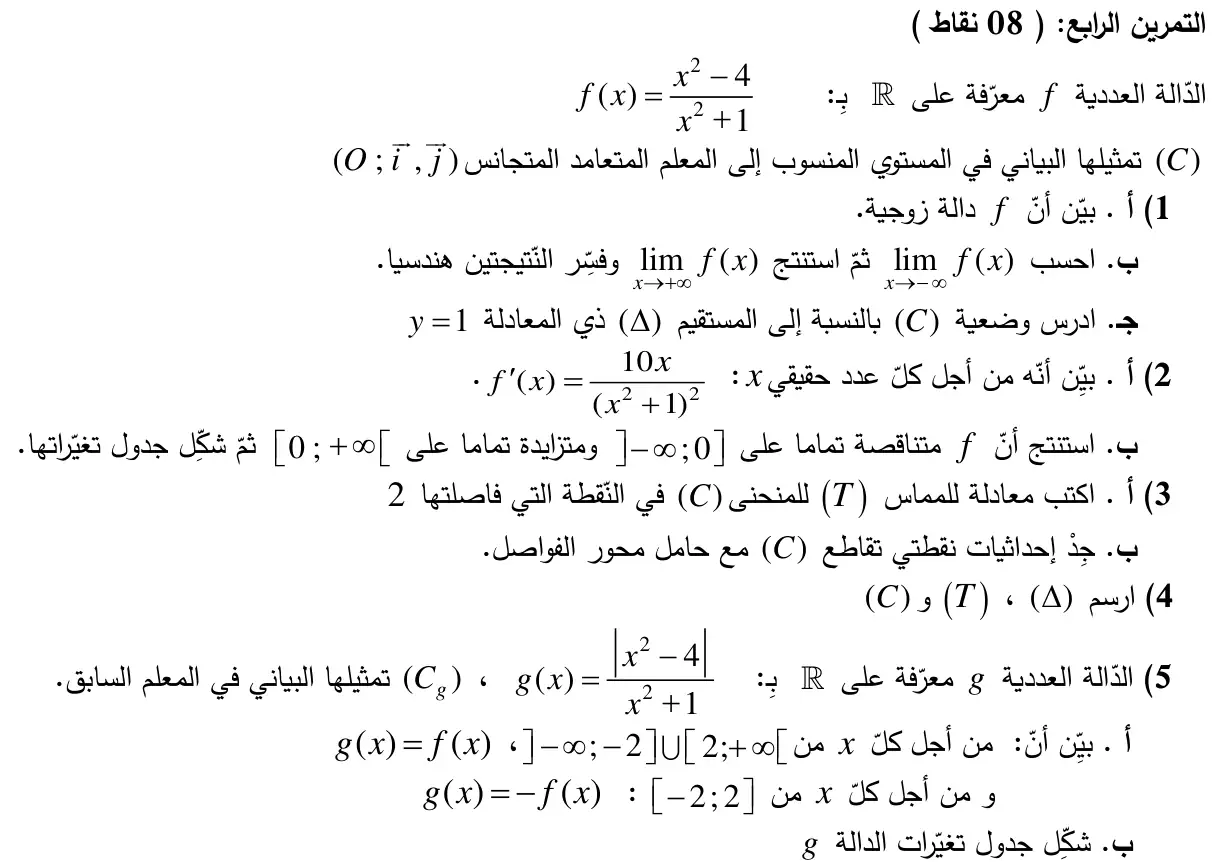 التمرين الرابع: ( 08 نقاط )
الدّالة العددية f معرّفة على ℝ بـِ: f(x) = (x² − 4)/(x² + 1)
(C) تمثيلها البياني في المستوي المنسوب إلى المعلم المتعامد المتجانس (O ; i⃗ , j⃗)
1) أ . بيّن أنّ f دالة زوجية.
ب. احسب lim f(x) x→−∞ ثمّ استنتج lim f(x) x→+∞ وفسّر النّتيجتين هندسيا.
جـ. ادرس وضعية (C) بالنسبة إلى المستقيم (Δ) ذي المعادلة y = 1
2) أ . بيِّن أنّه من أجل كلّ عدد حقيقي x : f′(x) = 10x/(x² + 1)² .
ب. استنتج أنّ f متناقصة تماما على ]−∞;0] ومتزايدة تماما على [0 ; +∞[ ثمّ شكِّل جدول تغيّراتها.
3) أ . اكتب معادلة للمماس (T) للمنحنى (C) في النّقطة التي فاصلتها 2
ب. جِدْ إحداثيات نقطتي تقاطع (C) مع حامل محور الفواصل.
4) ارسم (Δ) ، (T) و (C)
5) الدّالة العددية g معرّفة على ℝ بـِ: g(x) = |x² − 4|/(x² + 1) ، (C_g) تمثيلها البياني في المعلم السابق.
أ . بيِّن أنّ: من أجل كلّ x من ]−∞;−2]∪[2;+∞[ ، g(x) = f(x)
و من أجل كلّ x من [−2;2] : g(x) = −f(x)
ب. شكِّل جدول تغيّرات الدالة g